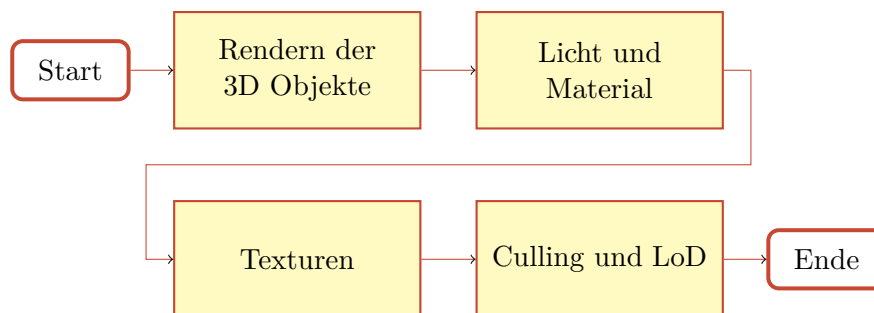 Start
Rendern der
3D Objekte
Licht und
Material
Texturen
Culling und LoD
Ende